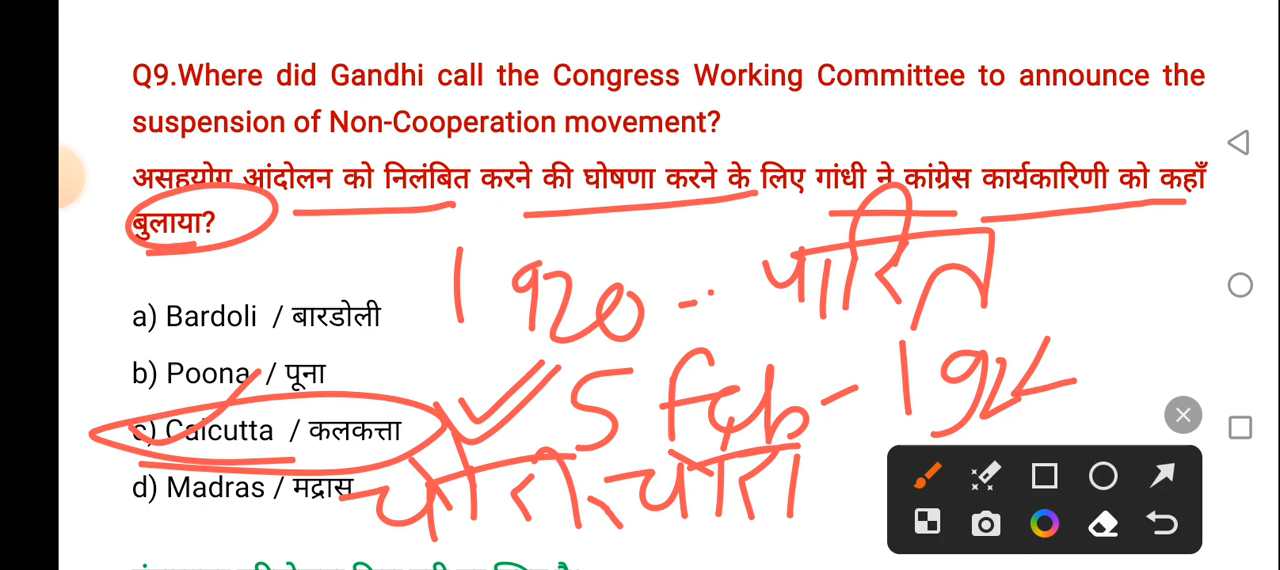 Q9.Where did Gandhi call the Congress Working Committee to announce the
suspension of Non-Cooperation movement?
असहयोग आंदोलन को निलंबित करने की घोषणा करने के लिए गांधी ने कांग्रेस कार्यकारिणी को कहाँ
बुलाया?
1920 -- पारित
a) Bardoli / बारडोली
b) Poona / पूना
5 feb - 1922
c) Calcutta / कलकत्ता
d) Madras / मद्रास
चौरी-चौरा